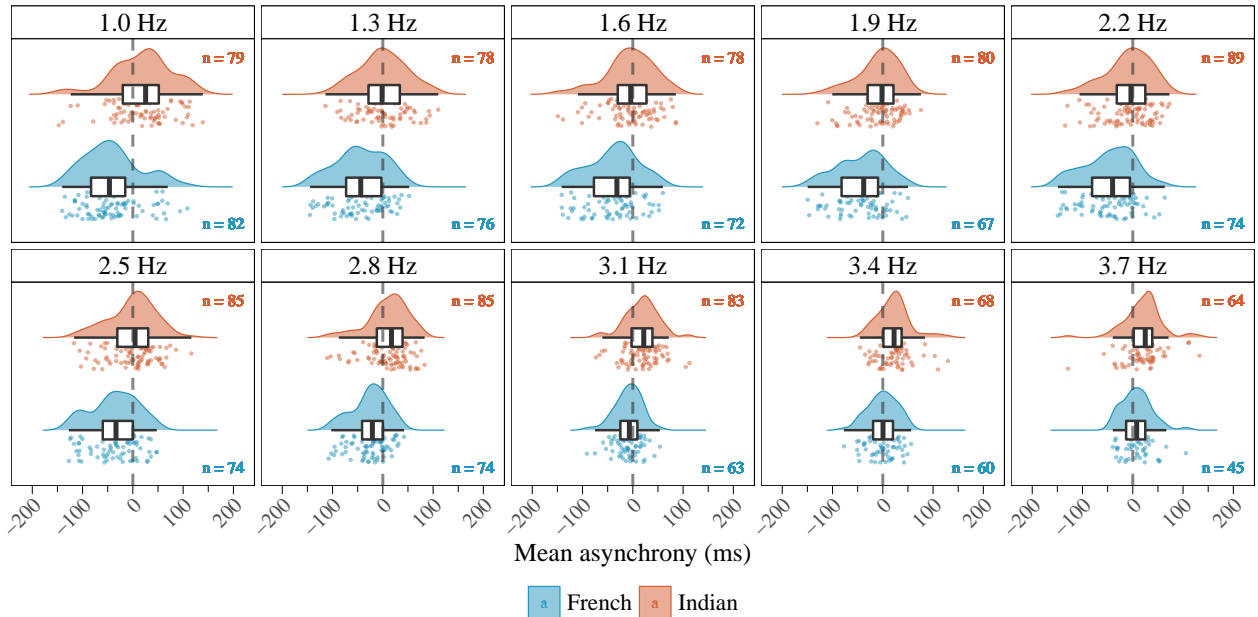 1.0 Hz 1.3 Hz 1.6 Hz 1.9 Hz 2.2 Hz
n = 79 n = 78 n = 78 n = 80 n = 89
n = 82 n = 76 n = 72 n = 67 n = 74
2.5 Hz 2.8 Hz 3.1 Hz 3.4 Hz 3.7 Hz
n = 85 n = 85 n = 83 n = 68 n = 64
n = 74 n = 74 n = 63 n = 60 n = 45
−200 −100 0 100 200 −200 −100 0 100 200 −200 −100 0 100 200 −200 −100 0 100 200 −200 −100 0 100 200
Mean asynchrony (ms)
a French a Indian